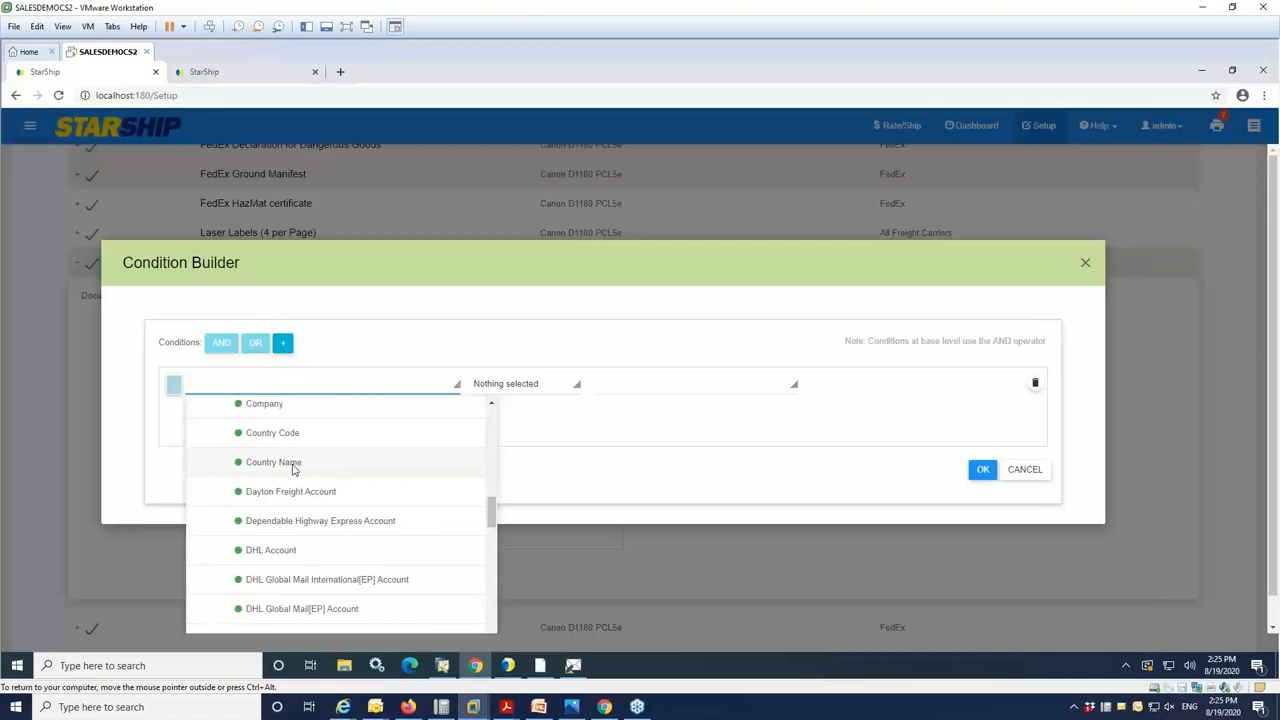 SALESDEMOCS2 - VMware Workstation
File Edit View VM Tabs Help
Home SALESDEMOCS2
StarShip StarShip
localhost:180/Setup
STARSHIP $ Rate/Ship Dashboard Setup Help admin 7
FedEx Declaration for Dangerous Goods Canon D1180 PCL5e FedEx
+ FedEx Ground Manifest Canon D1180 PCL5e FedEx
+ FedEx HazMat certificate Canon D1180 PCL5e FedEx
+ Laser Labels (4 per Page) Canon D1180 PCL5e All Freight Carriers
Condition Builder
Docu
Conditions: AND OR + Note: Conditions at base level use the AND operator
Nothing selected
Company
Country Code
Country Name
OK CANCEL
Dayton Freight Account
Dependable Highway Express Account
DHL Account
DHL Global Mail International[EP] Account
DHL Global Mail[EP] Account
+ Canon D1180 PCL5e FedEx
Type here to search 2:25 PM
8/19/2020
To return to your computer, move the mouse pointer outside or press Ctrl+Alt.
Type here to search ENG 2:25 PM
8/19/2020